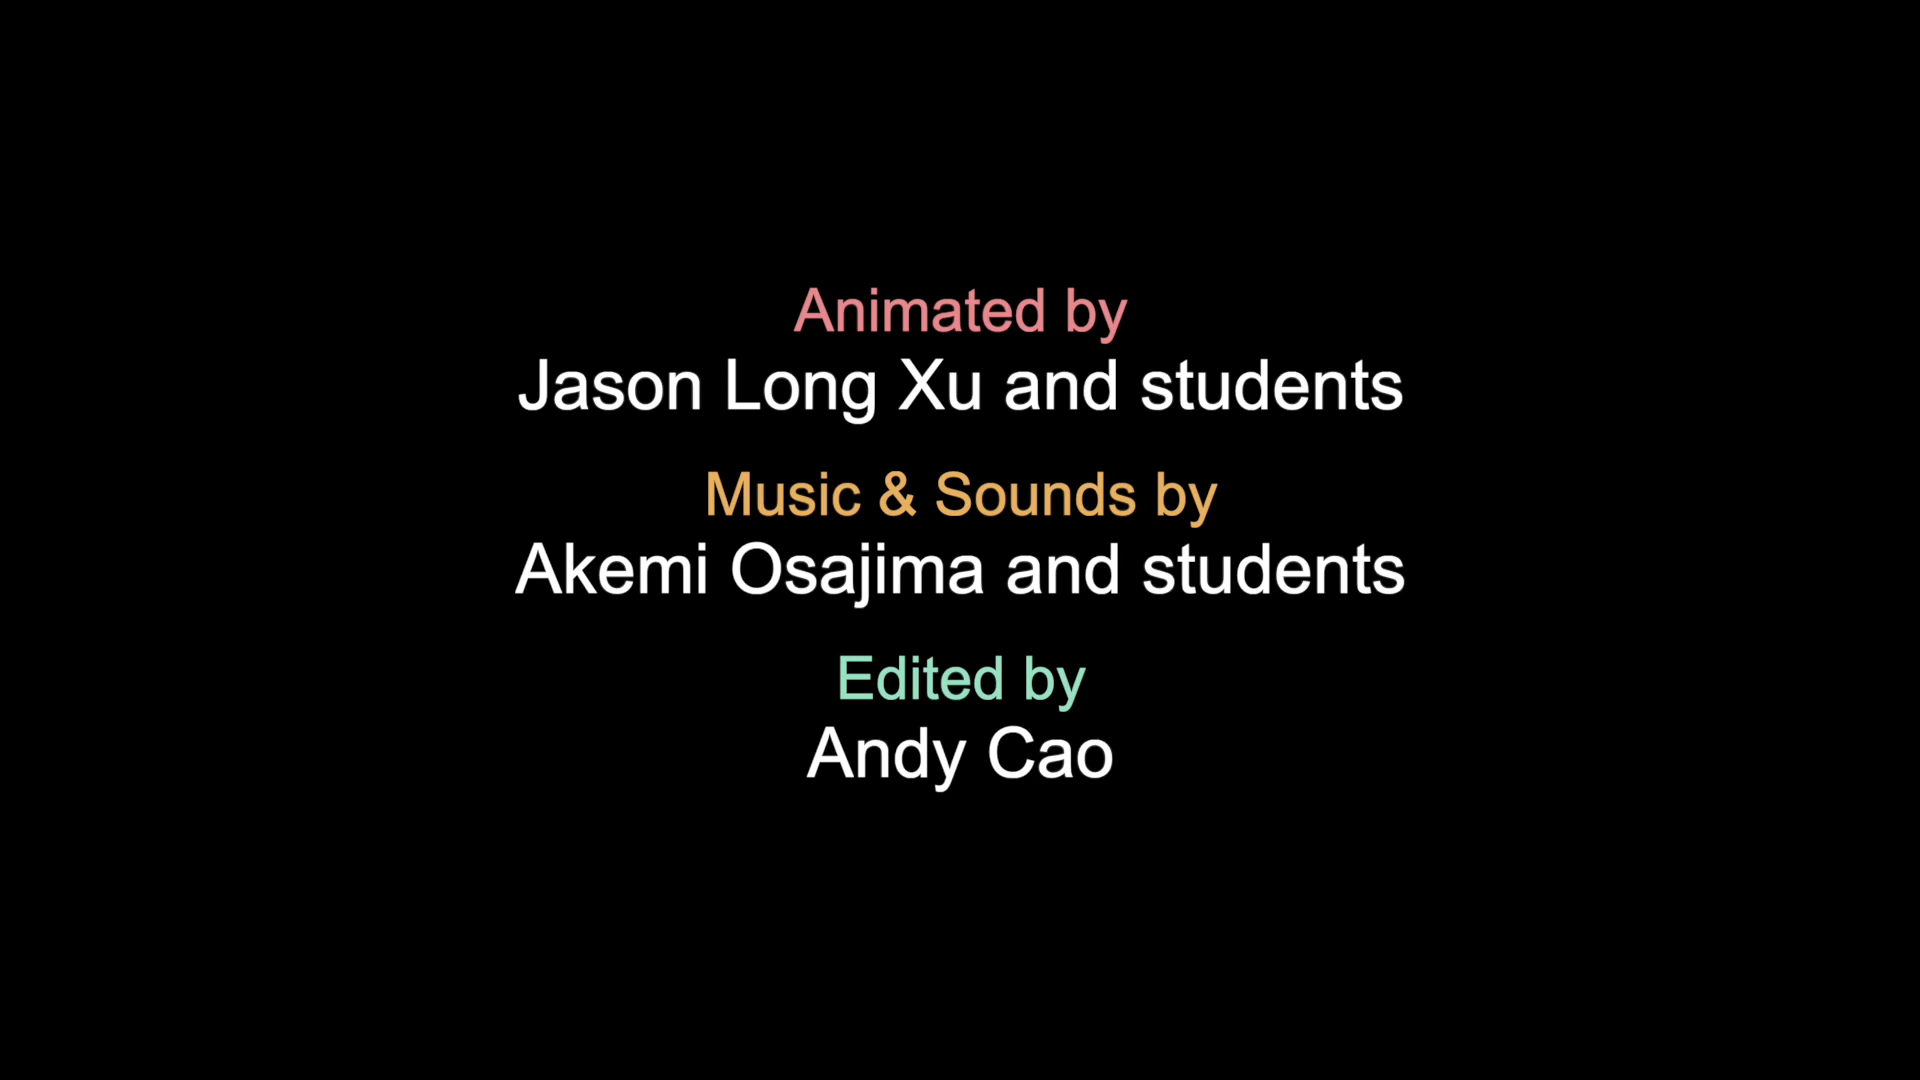 Animated by
Jason Long Xu and students
Music & Sounds by
Akemi Osajima and students
Edited by
Andy Cao